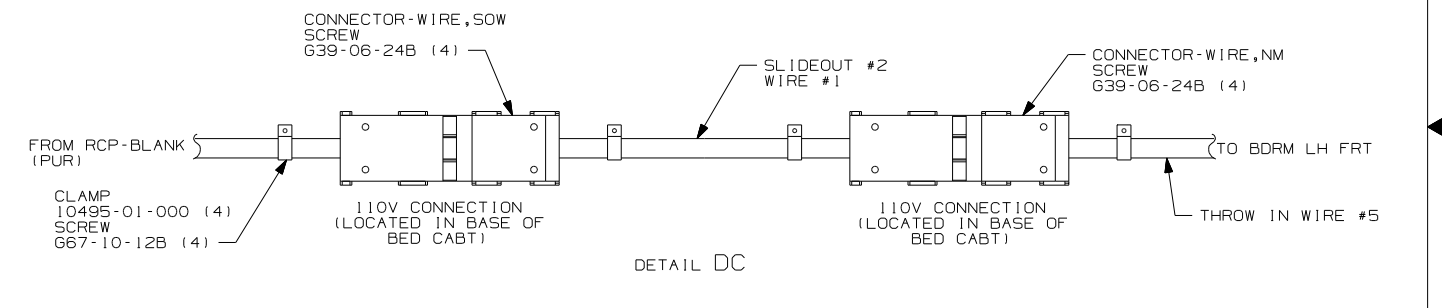 CONNECTOR-WIRE,SOW
SCREW
G39-06-24B (4)
SLIDEOUT #2
WIRE #1
CONNECTOR-WIRE,NM
SCREW
G39-06-24B (4)
FROM RCP-BLANK
(PUR)
TO BDRM LH FRT
CLAMP
10495-01-000 (4)
SCREW
G67-10-12B (4)
110V CONNECTION
(LOCATED IN BASE OF
BED CABT)
110V CONNECTION
(LOCATED IN BASE OF
BED CABT)
THROW IN WIRE #5
DETAIL DC